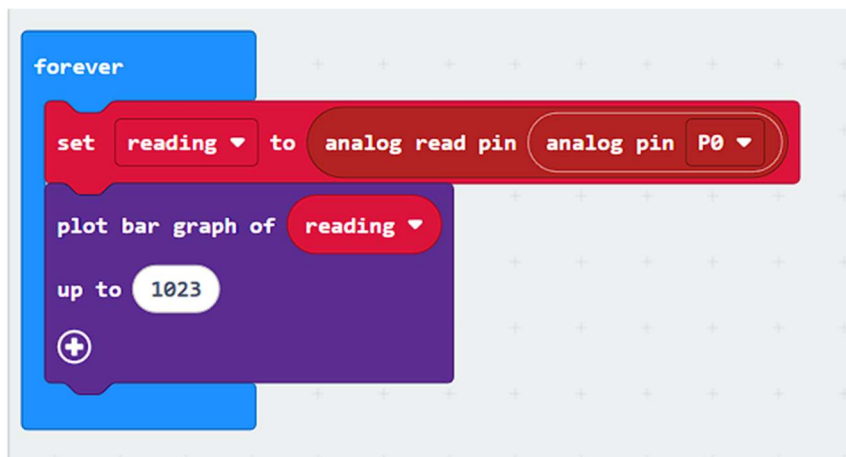 forever
set reading to analog read pin analog pin P0
plot bar graph of reading
up to 1023